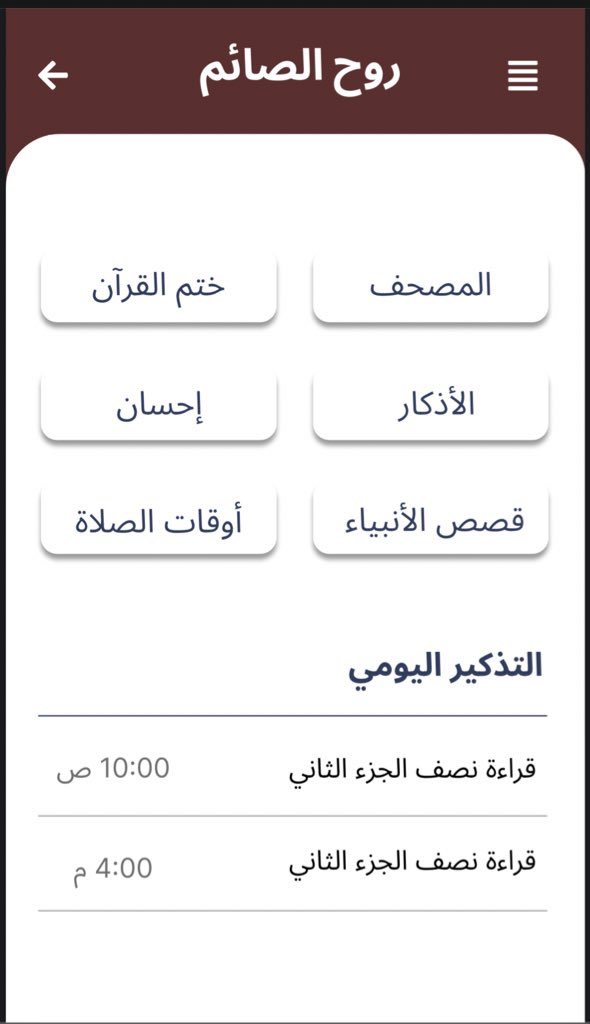 روح الصائم
المصحف
ختم القرآن
الأذكار
إحسان
قصص الأنبياء
أوقات الصلاة
التذكير اليومي
قراءة نصف الجزء الثاني
10:00 ص
قراءة نصف الجزء الثاني
4:00 م